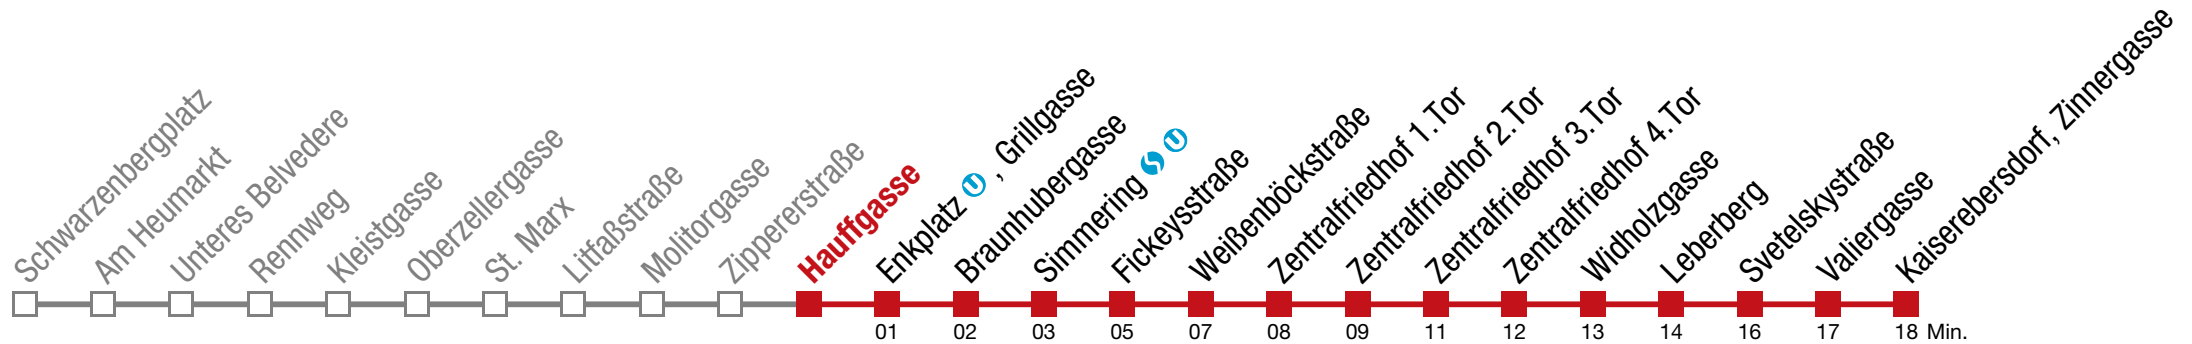 Schwarzenbergplatz
Am Heumarkt
Unteres Belvedere
Rennweg
Kleistgasse
Oberzellergasse
St. Marx
Litfaßstraße
Molitorgasse
Zippererstraße
Hauffgasse
Enkplatz U , Grillgasse
Braunhubergasse
Simmering S U
Fickeysstraße
Weißenböckstraße
Zentralfriedhof 1.Tor
Zentralfriedhof 2.Tor
Zentralfriedhof 3.Tor
Zentralfriedhof 4.Tor
Widholzgasse
Leberberg
Svetelskystraße
Valiergasse
Kaiserebersdorf, Zinnergasse
01 02 03 05 07 08 09 11 12 13 14 16 17 18 Min.